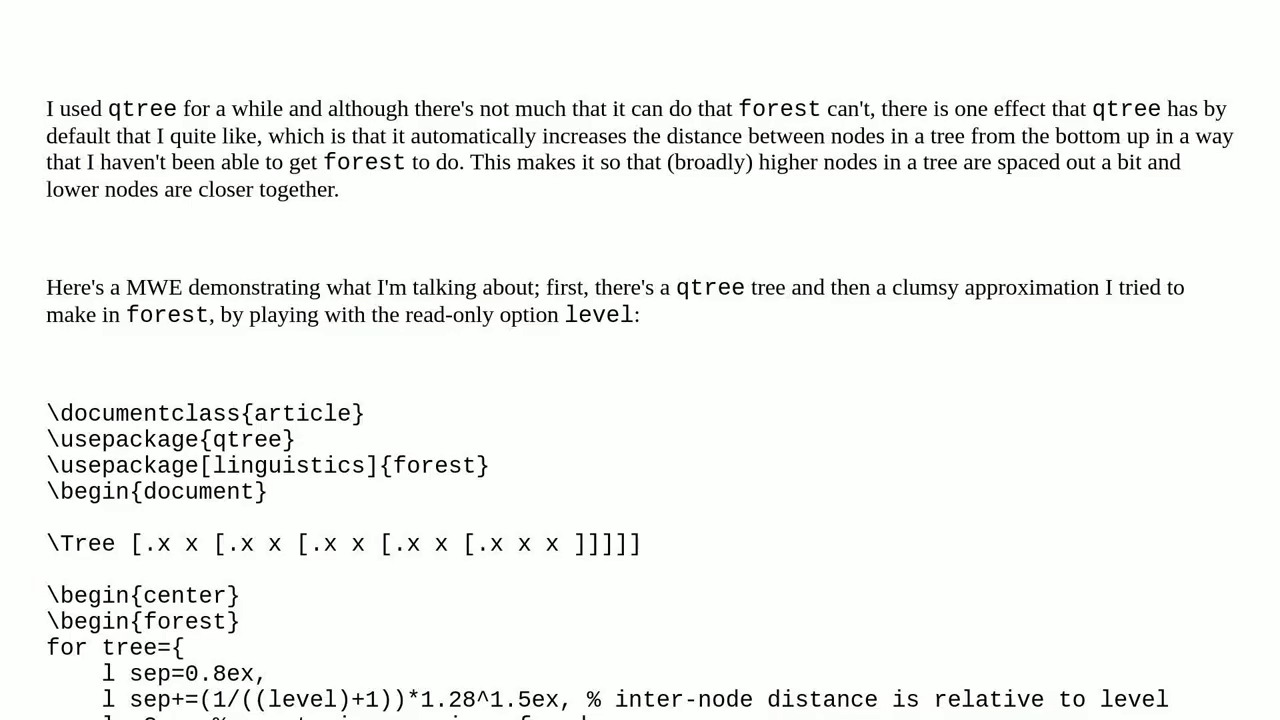 I used qtree for a while and although there's not much that it can do that forest can't, there is one effect that qtree has by
default that I quite like, which is that it automatically increases the distance between nodes in a tree from the bottom up in a way
that I haven't been able to get forest to do. This makes it so that (broadly) higher nodes in a tree are spaced out a bit and
lower nodes are closer together.
Here's a MWE demonstrating what I'm talking about; first, there's a qtree tree and then a clumsy approximation I tried to
make in forest, by playing with the read-only option level:
\documentclass{article}
\usepackage{qtree}
\usepackage[linguistics]{forest}
\begin{document}
\Tree [.x x [.x x [.x x [.x x [.x x x ]]]]]
\begin{center}
\begin{forest}
for tree={
    l sep=0.8ex,
    l sep+=(1/((level)+1))*1.28^1.5ex, % inter-node distance is relative to level